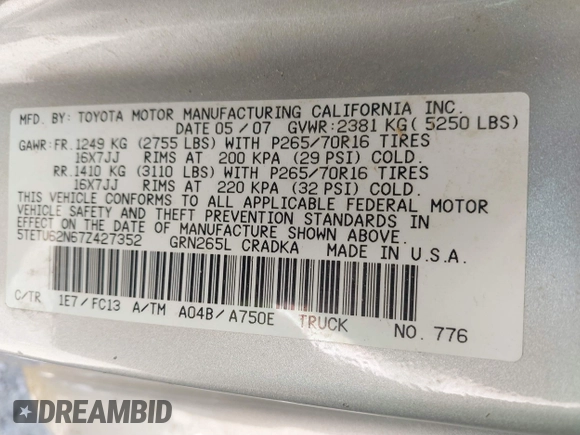 MFD. BY: TOYOTA MOTOR MANUFACTURING CALIFORNIA INC.
DATE 05 / 07 GVWR:2381 KG( 5250 LBS)
GAWR:FR. 1249 KG (2755 LBS) WITH P265/70R16 TIRES
16X7JJ RIMS AT 200 KPA (29 PSI) COLD.
RR. 1410 KG (3110 LBS) WITH P265/70R16 TIRES
16X7JJ RIMS AT 220 KPA (32 PSI) COLD.
THIS VEHICLE CONFORMS TO ALL APPLICABLE FEDERAL MOTOR
VEHICLE SAFETY AND THEFT PREVENTION STANDARDS IN
EFFECT ON THE DATE OF MANUFACTURE SHOWN ABOVE.
5TETU62N67Z427352 GRN265L CRADKA MADE IN U.S.A.
C/TR 1E7/FC13 A/TM A04B/A750E TRUCK NO. 776
DREAMBID